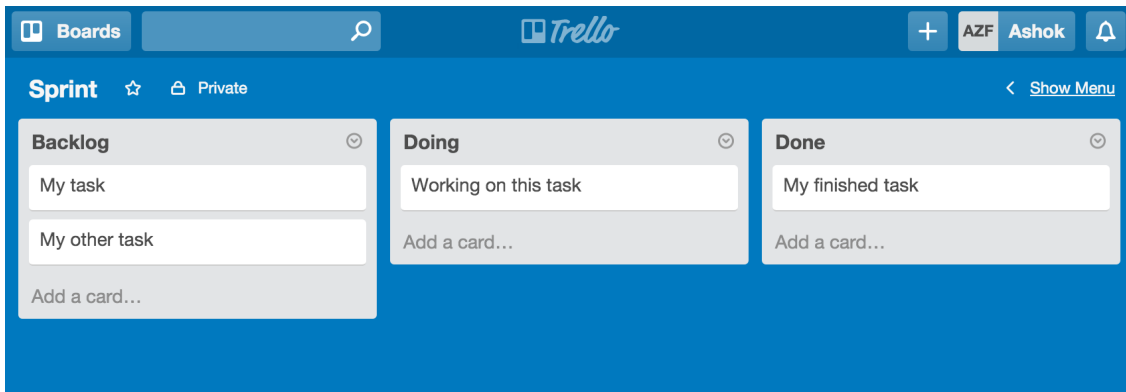 Boards
Trello
AZF Ashok
Sprint Private
Show Menu
Backlog
My task
My other task
Add a card…
Doing
Working on this task
Add a card…
Done
My finished task
Add a card…